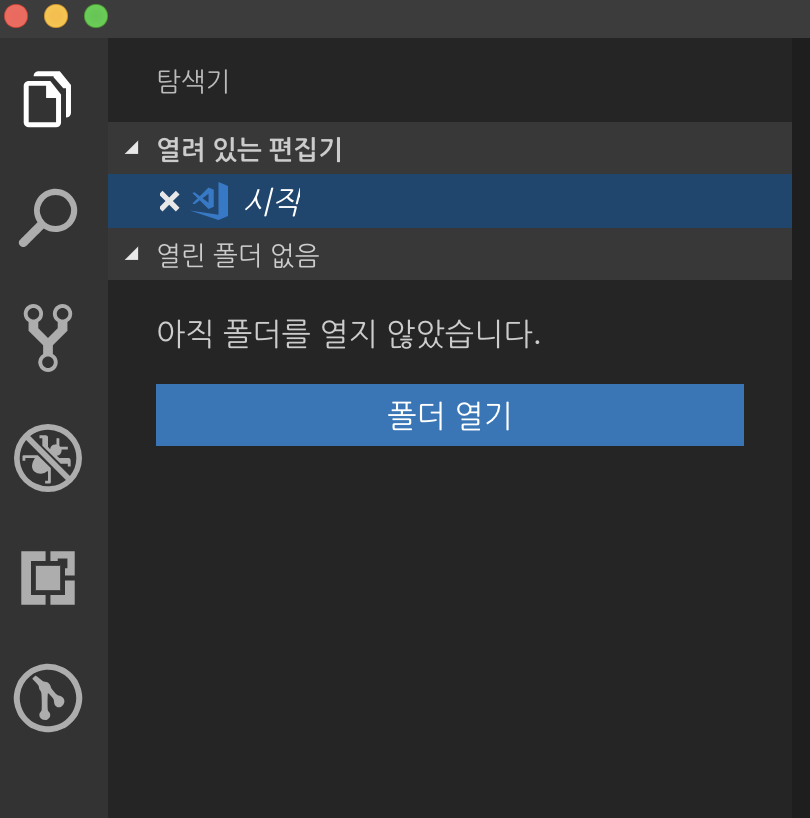 탐색기
열려 있는 편집기
시작
열린 폴더 없음
아직 폴더를 열지 않았습니다.
폴더 열기